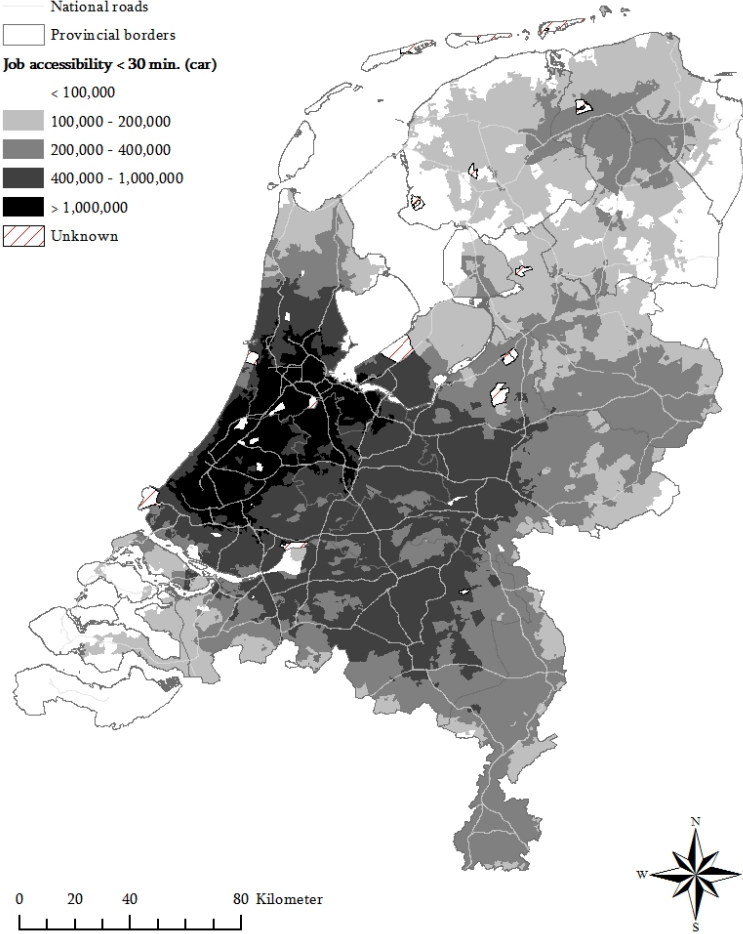 National roads
Provincial borders
Job accessibility < 30 min. (car)
< 100,000
100,000 - 200,000
200,000 - 400,000
400,000 - 1,000,000
> 1,000,000
Unknown
N
W
S
0 20 40 80 Kilometer